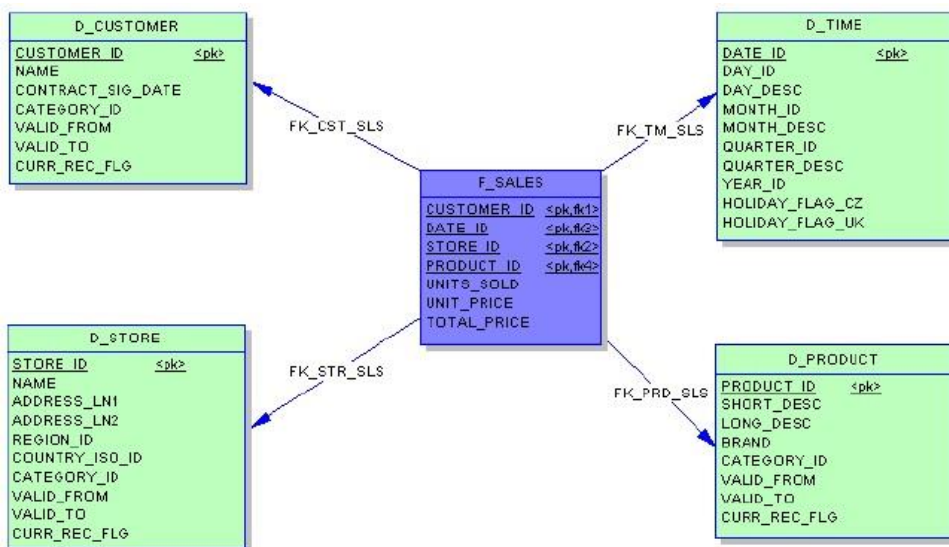 D_CUSTOMER
CUSTOMER_ID <pk>
NAME
CONTRACT_SIG_DATE
CATEGORY_ID
VALID_FROM
VALID_TO
CURR_REC_FLG
D_TIME
DATE_ID <pk>
DAY_ID
DAY_DESC
MONTH_ID
MONTH_DESC
QUARTER_ID
QUARTER_DESC
YEAR_ID
HOLIDAY_FLAG_CZ
HOLIDAY_FLAG_UK
FK_CST_SLS
FK_TM_SLS
F_SALES
CUSTOMER_ID <pk,fk1>
DATE_ID <pk,fk3>
STORE_ID <pk,fk2>
PRODUCT_ID <pk,fk4>
UNITS_SOLD
UNIT_PRICE
TOTAL_PRICE
FK_STR_SLS
FK_PRD_SLS
D_STORE
STORE_ID <pk>
NAME
ADDRESS_LN1
ADDRESS_LN2
REGION_ID
COUNTRY_ISO_ID
CATEGORY_ID
VALID_FROM
VALID_TO
CURR_REC_FLG
D_PRODUCT
PRODUCT_ID <pk>
SHORT_DESC
LONG_DESC
BRAND
CATEGORY_ID
VALID_FROM
VALID_TO
CURR_REC_FLG